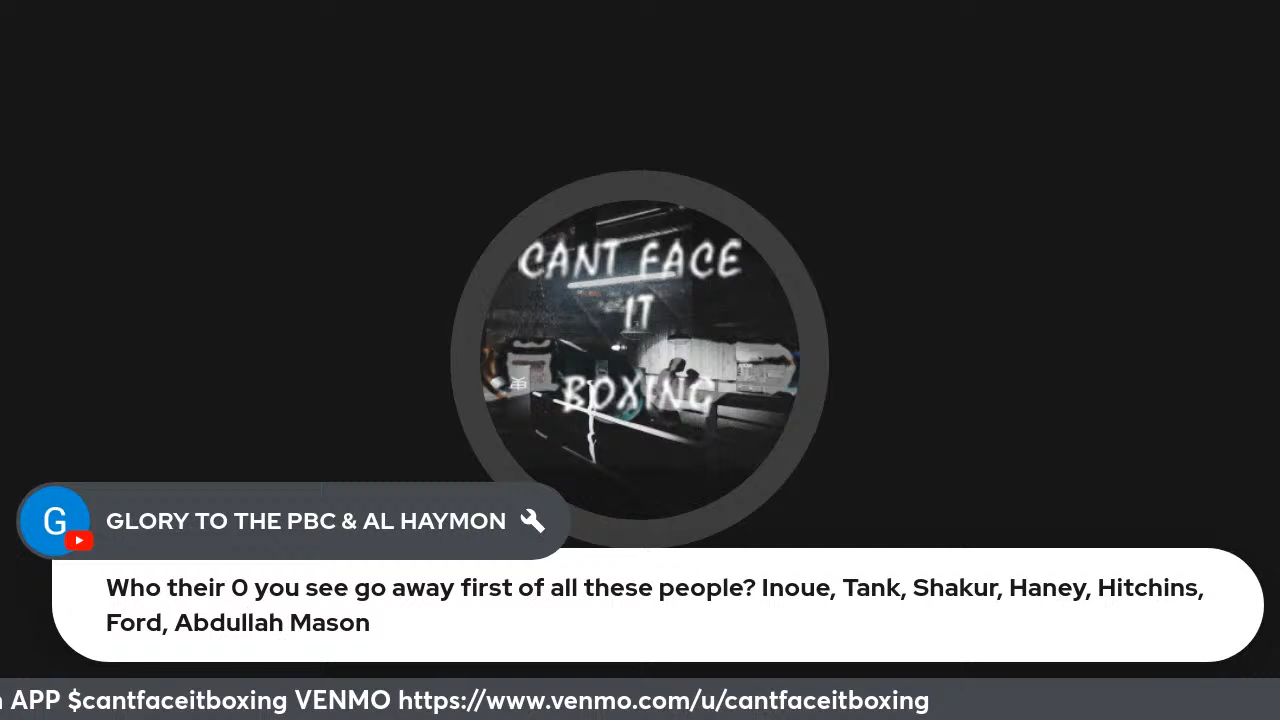 CANT FACE
IT
BOXING
G
GLORY TO THE PBC & AL HAYMON
Who their 0 you see go away first of all these people? Inoue, Tank, Shakur, Haney, Hitchins,
Ford, Abdullah Mason
APP $cantfaceitboxing VENMO https://www.venmo.com/u/cantfaceitboxing